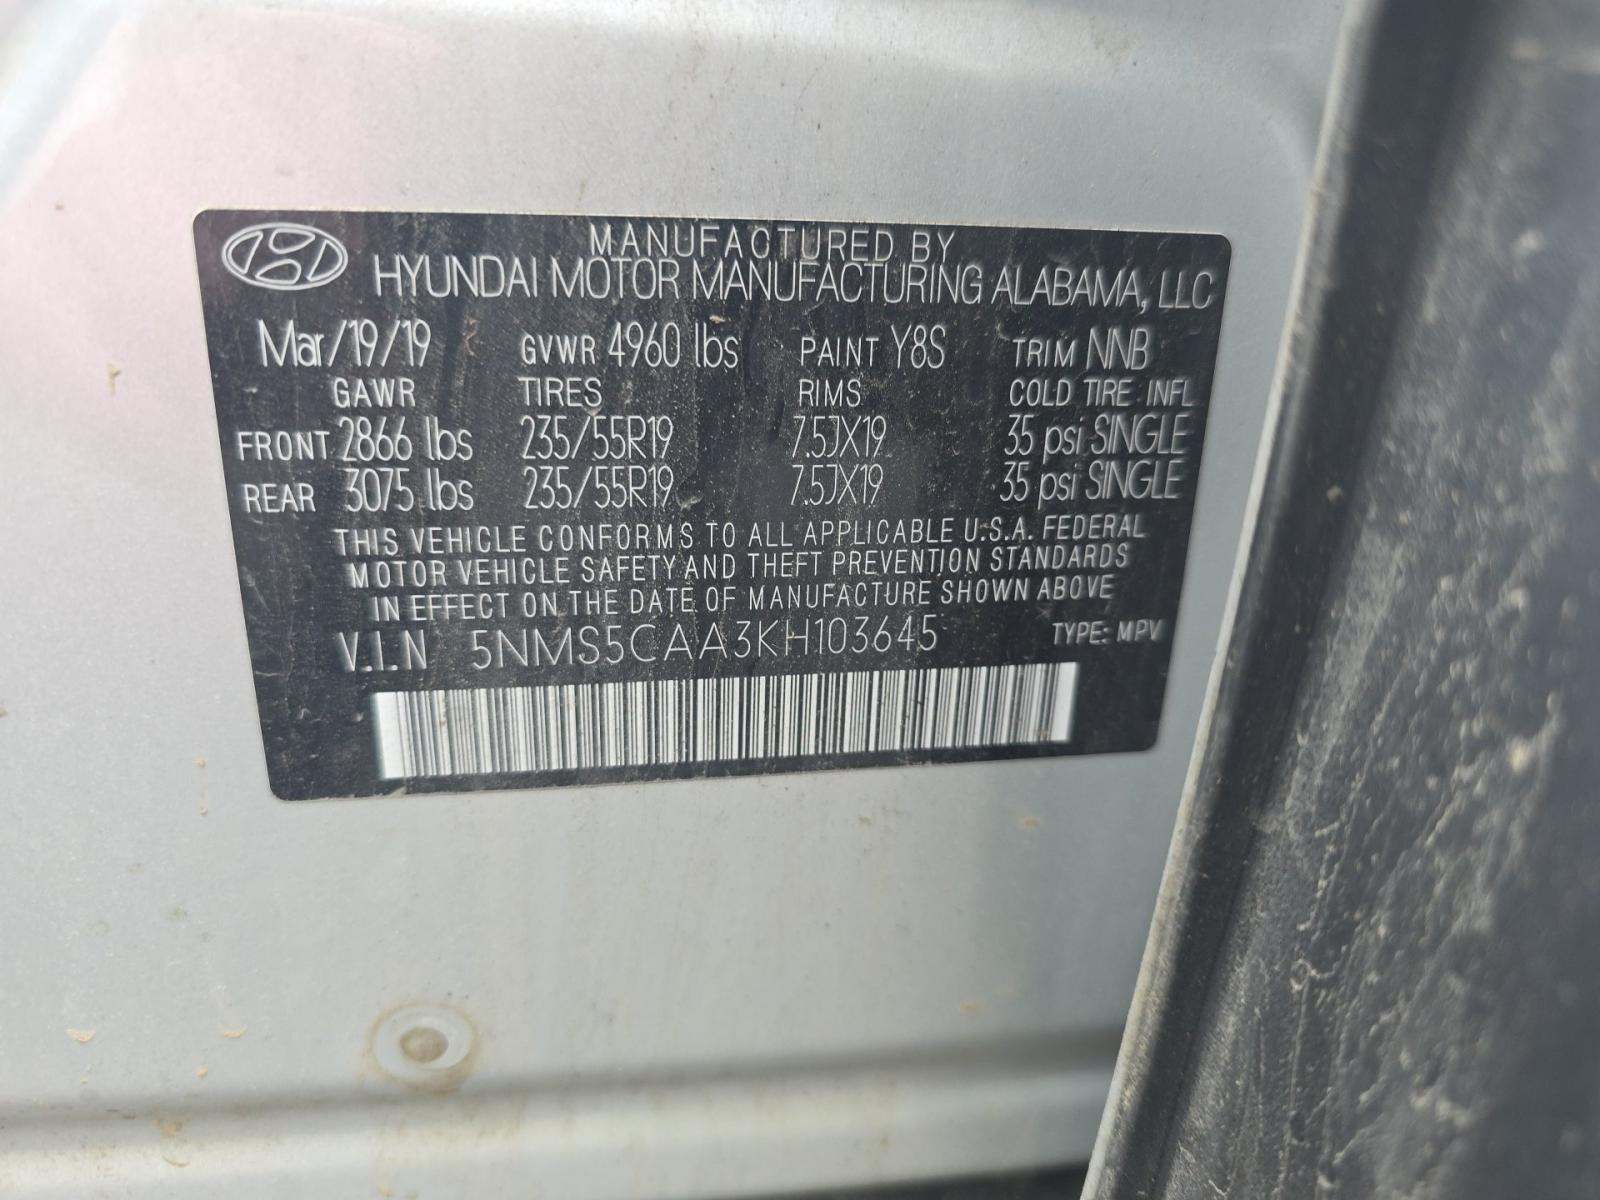 MANUFACTURED BY
HYUNDAI MOTOR MANUFACTURING ALABAMA, LLC
Mar/19/19 GVWR 4960 lbs PAINT Y8S TRIM NNB
GAWR TIRES RIMS COLD TIRE INFL
FRONT 2866 lbs 235/55R19 7.5JX19 35 psi SINGLE
REAR 3075 lbs 235/55R19 7.5JX19 35 psi SINGLE
THIS VEHICLE CONFORMS TO ALL APPLICABLE U.S.A. FEDERAL
MOTOR VEHICLE SAFETY AND THEFT PREVENTION STANDARDS
IN EFFECT ON THE DATE OF MANUFACTURE SHOWN ABOVE
V.I.N 5NMS5CAA3KH103645 TYPE: MPV